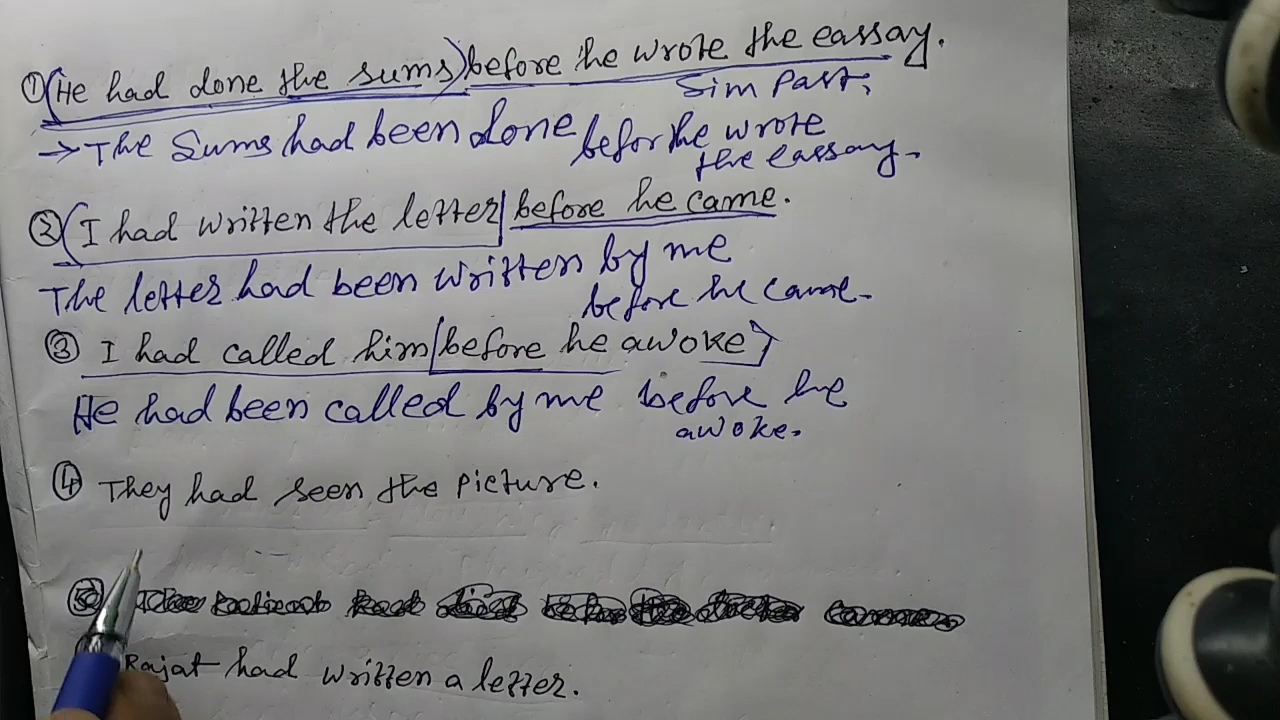 ① (He had done the sums) before he wrote the eassay.
Sim Past,
→ The Sums had been done before he wrote
the eassay.
② (I had written the letter | before he came.
The letter had been written by me
before he came.
③ I had called him | before he awoke)
He had been called by me before he
awoke.
④ They had seen the picture.
Rajat had written a letter.